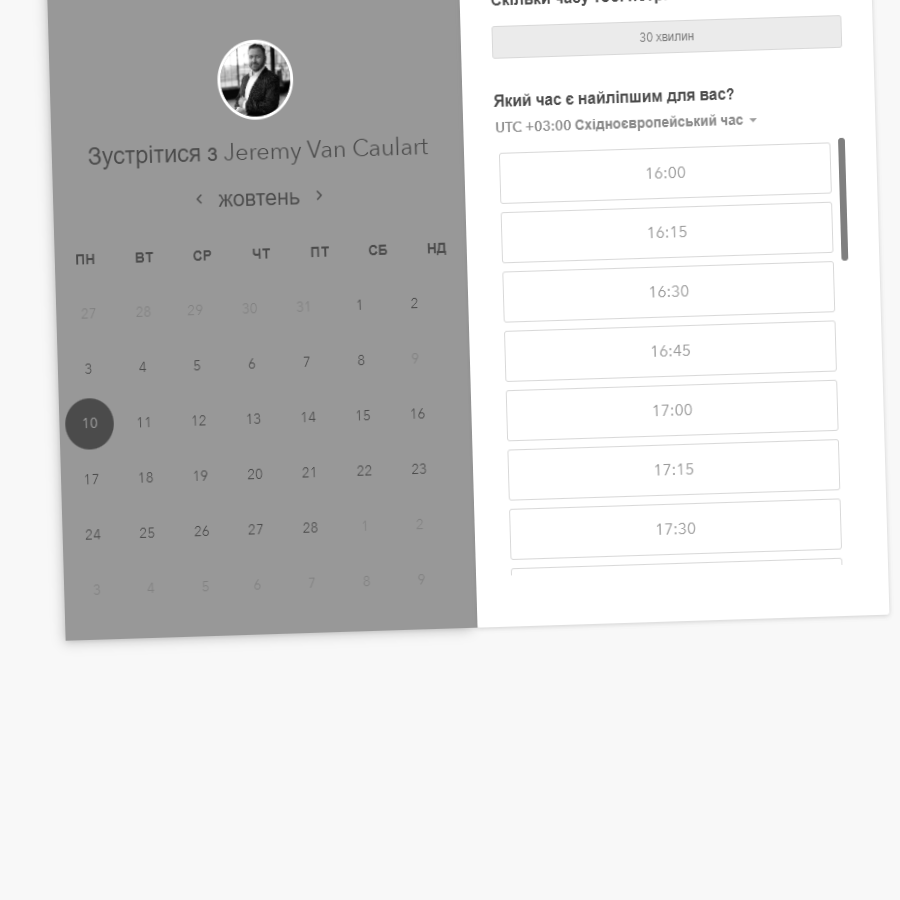 Зустрітися з Jeremy Van Caulart
жовтень
ПН ВТ СР ЧТ ПТ СБ НД
27 28 29 30 31 1 2
3 4 5 6 7 8 9
10 11 12 13 14 15 16
17 18 19 20 21 22 23
24 25 26 27 28 1 2
3 4 5 6 7 8 9
Скільки часу
30 хвилин
Який час є найліпшим для вас?
UTC +03:00 Східноєвропейський час
16:00
16:15
16:30
16:45
17:00
17:15
17:30